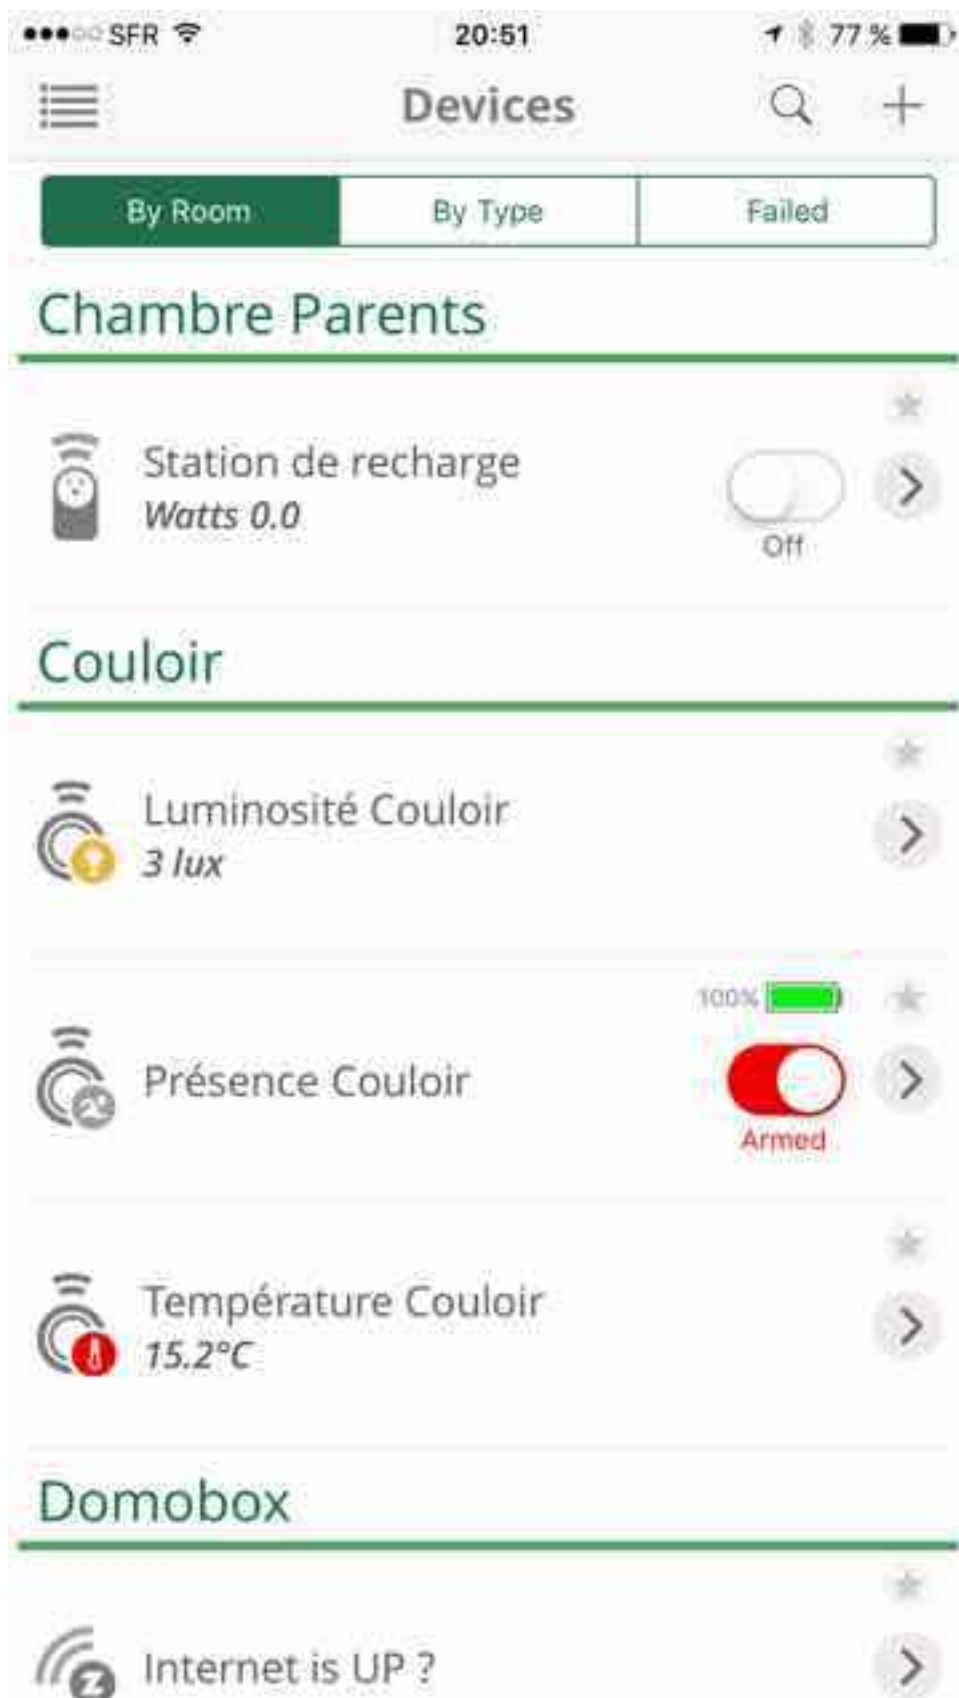 SFR 20:51 77 %
Devices
By Room By Type Failed
Chambre Parents
Station de recharge
Watts 0.0
Off
Couloir
Luminosité Couloir
3 lux
100%
Présence Couloir
Armed
Température Couloir
15.2°C
Domobox
Internet is UP ?